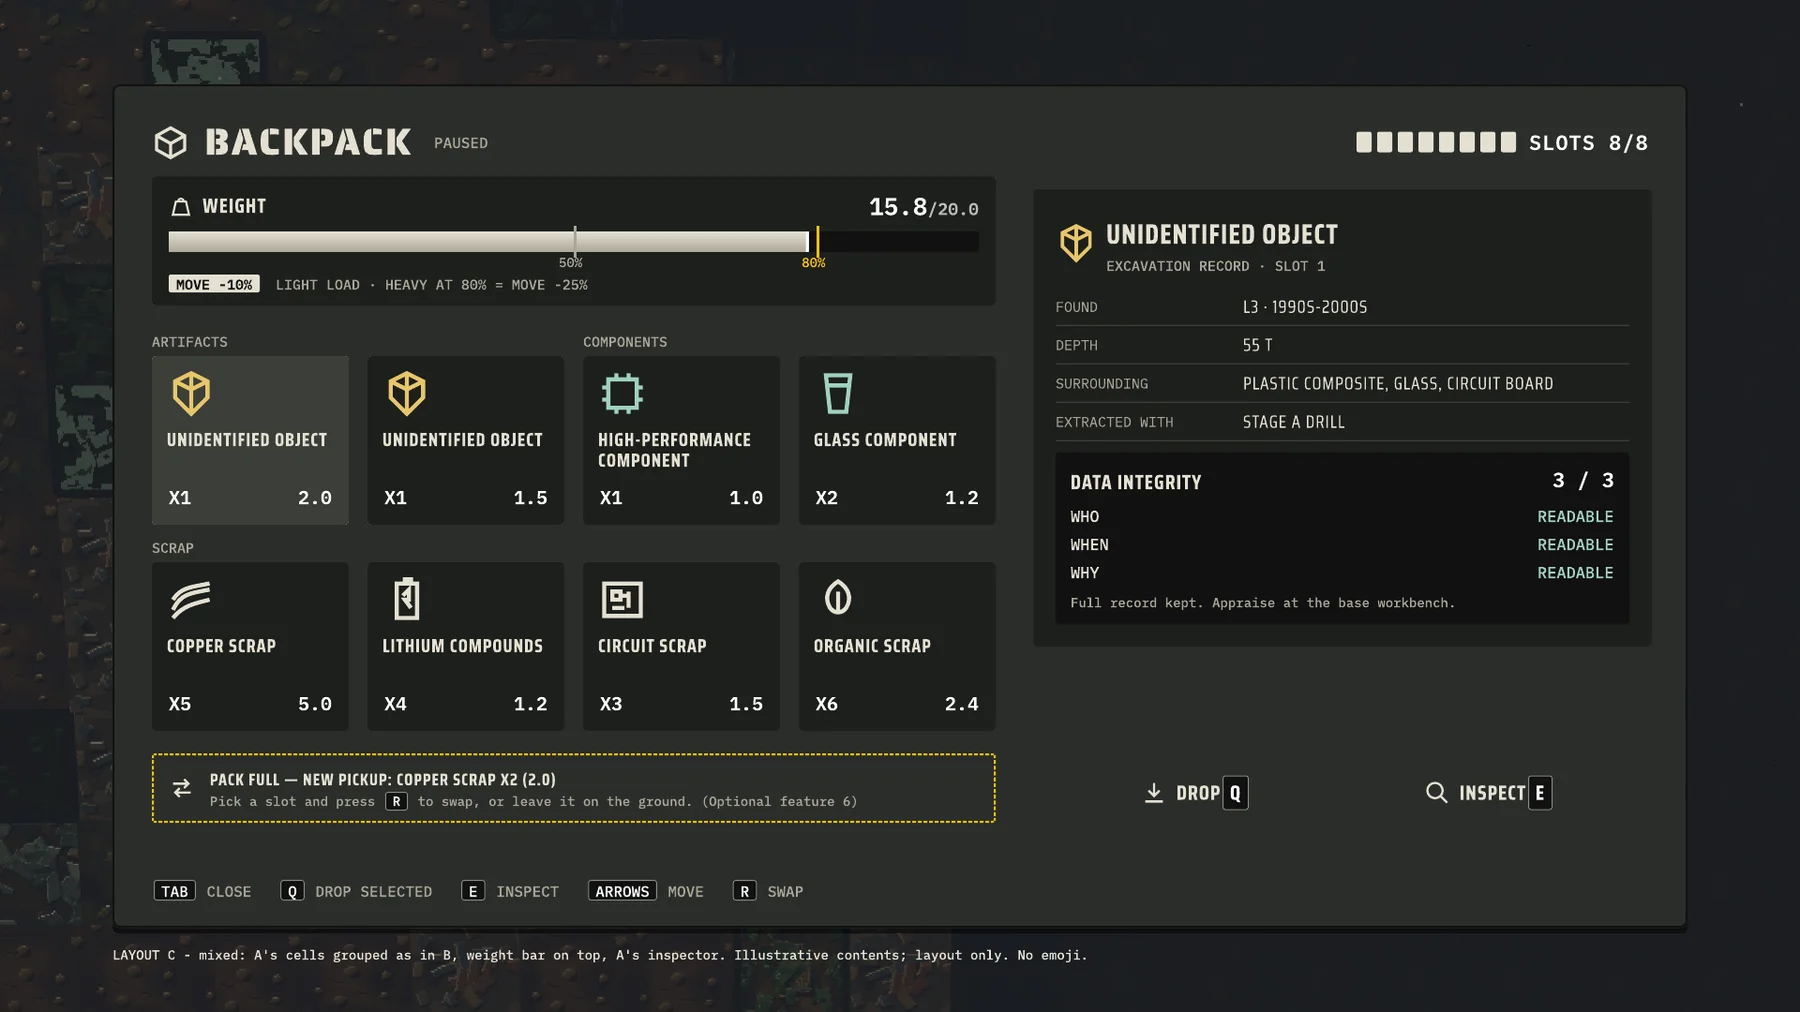 BACKPACK PAUSED
SLOTS 8/8
WEIGHT
15.8/20.0
50%
80%
MOVE -10% LIGHT LOAD · HEAVY AT 80% = MOVE -25%
ARTIFACTS
COMPONENTS
UNIDENTIFIED OBJECT
X1 2.0
UNIDENTIFIED OBJECT
X1 1.5
HIGH-PERFORMANCE
COMPONENT
X1 1.0
GLASS COMPONENT
X2 1.2
SCRAP
COPPER SCRAP
X5 5.0
LITHIUM COMPOUNDS
X4 1.2
CIRCUIT SCRAP
X3 1.5
ORGANIC SCRAP
X6 2.4
PACK FULL — NEW PICKUP: COPPER SCRAP X2 (2.0)
Pick a slot and press R to swap, or leave it on the ground. (Optional feature 6)
UNIDENTIFIED OBJECT
EXCAVATION RECORD · SLOT 1
FOUND L3 · 1990S-2000S
DEPTH 55 T
SURROUNDING PLASTIC COMPOSITE, GLASS, CIRCUIT BOARD
EXTRACTED WITH STAGE A DRILL
DATA INTEGRITY 3 / 3
WHO READABLE
WHEN READABLE
WHY READABLE
Full record kept. Appraise at the base workbench.
DROP Q
INSPECT E
TAB CLOSE Q DROP SELECTED E INSPECT ARROWS MOVE R SWAP
LAYOUT C - mixed: A's cells grouped as in B, weight bar on top, A's inspector. Illustrative contents; layout only. No emoji.